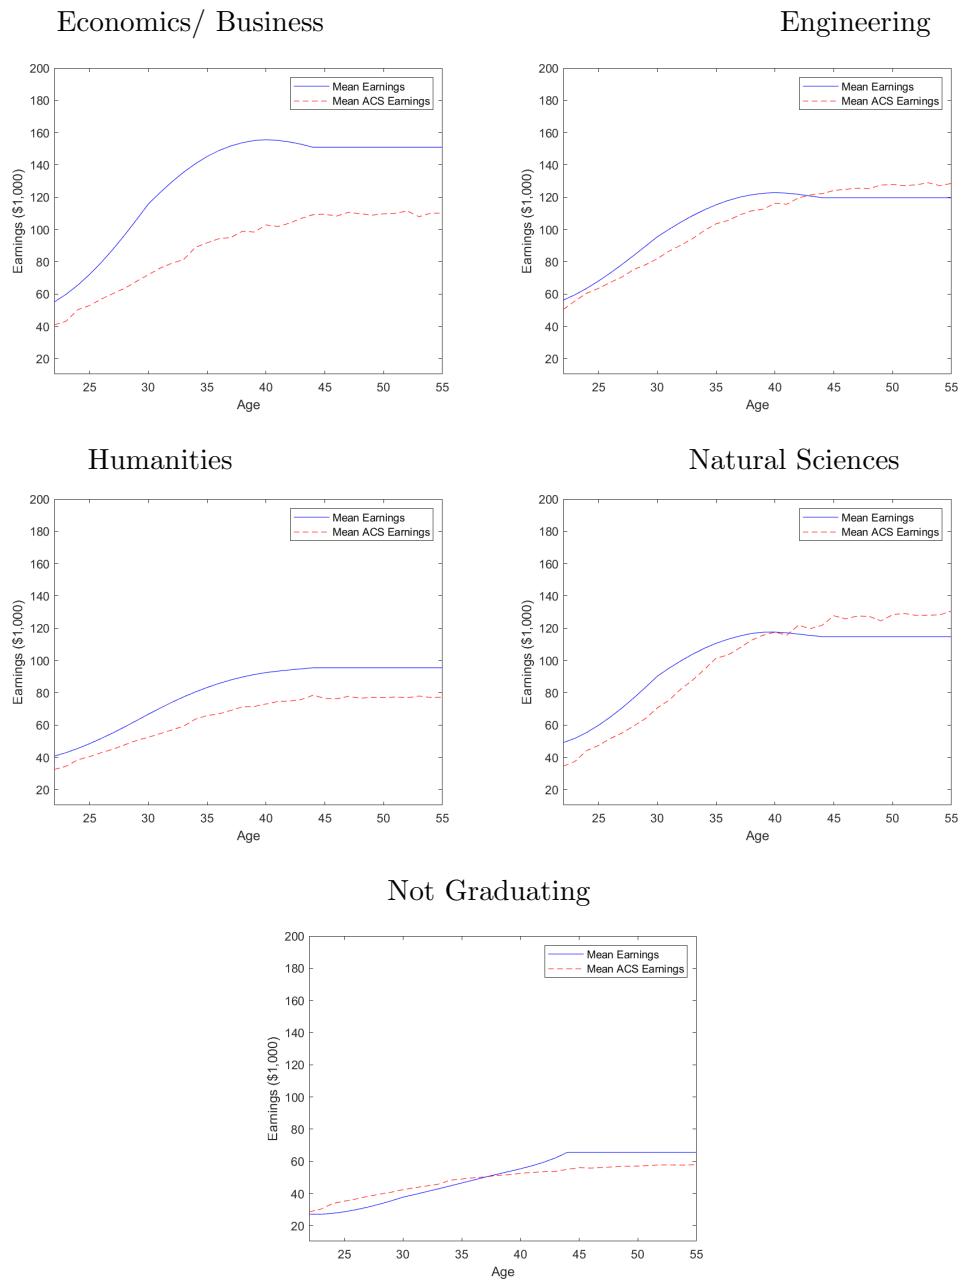 Economics/ Business
Engineering
200
180
160
140
120
100
80
60
40
20
Earnings ($1,000)
Mean Earnings
Mean ACS Earnings
25 30 35 40 45 50 55
Age
200
180
160
140
120
100
80
60
40
20
Earnings ($1,000)
Mean Earnings
Mean ACS Earnings
25 30 35 40 45 50 55
Age
Humanities
Natural Sciences
200
180
160
140
120
100
80
60
40
20
Earnings ($1,000)
Mean Earnings
Mean ACS Earnings
25 30 35 40 45 50 55
Age
200
180
160
140
120
100
80
60
40
20
Earnings ($1,000)
Mean Earnings
Mean ACS Earnings
25 30 35 40 45 50 55
Age
Not Graduating
200
180
160
140
120
100
80
60
40
20
Earnings ($1,000)
Mean Earnings
Mean ACS Earnings
25 30 35 40 45 50 55
Age